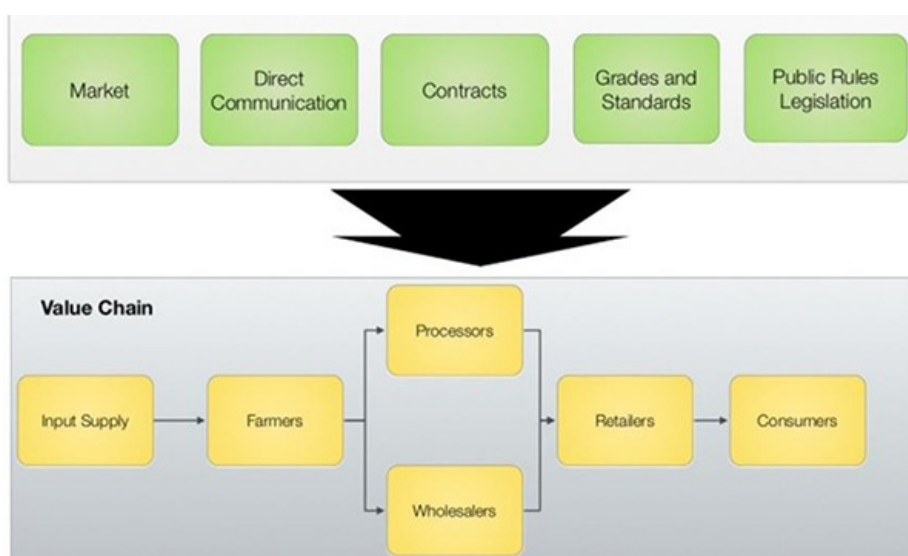 Market
Direct
Communication
Contracts
Grades and
Standards
Public Rules
Legislation
Value Chain
Processors
Input Supply
Farmers
Retailers
Consumers
Wholesalers